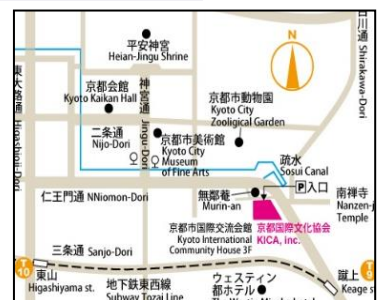 平安神宮
Heian-Jingu Shrine
N
川通 Shirakawa-Dori
東大路通 Higashioji-Dori
京都会館
Kyoto Kaikan Hall
神宮通 Jingu-Dori
京都市動物園
Kyoto City
Zooligical Garden
二条通
Nijo-Dori
京都市美術館
Kyoto City
Museum
of Fine Arts
疏水
Sosui Canal
P 入口
仁王門通 NNiomon-Dori
無鄰菴
Murin-an
南禅寺
Nanzen-j
Temple
京都市国際交流会館
Kyoto International
Community House 3F
京都国際文化協会
KICA, inc.
三条通 Sanjo-Dori
T10
東山
Higashiyama st.
地下鉄東西線
Subway Tozai Line
ウェスティン
都ホテル
T9
蹴上
Keage s